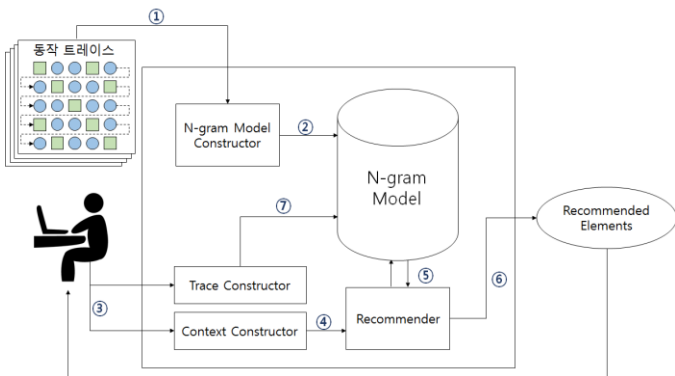 ①
동작 트레이스
N-gram Model
Constructor
②
N-gram
Model
⑦
Recommended
Elements
Trace Constructor
⑤
⑥
③
Context Constructor
④
Recommender